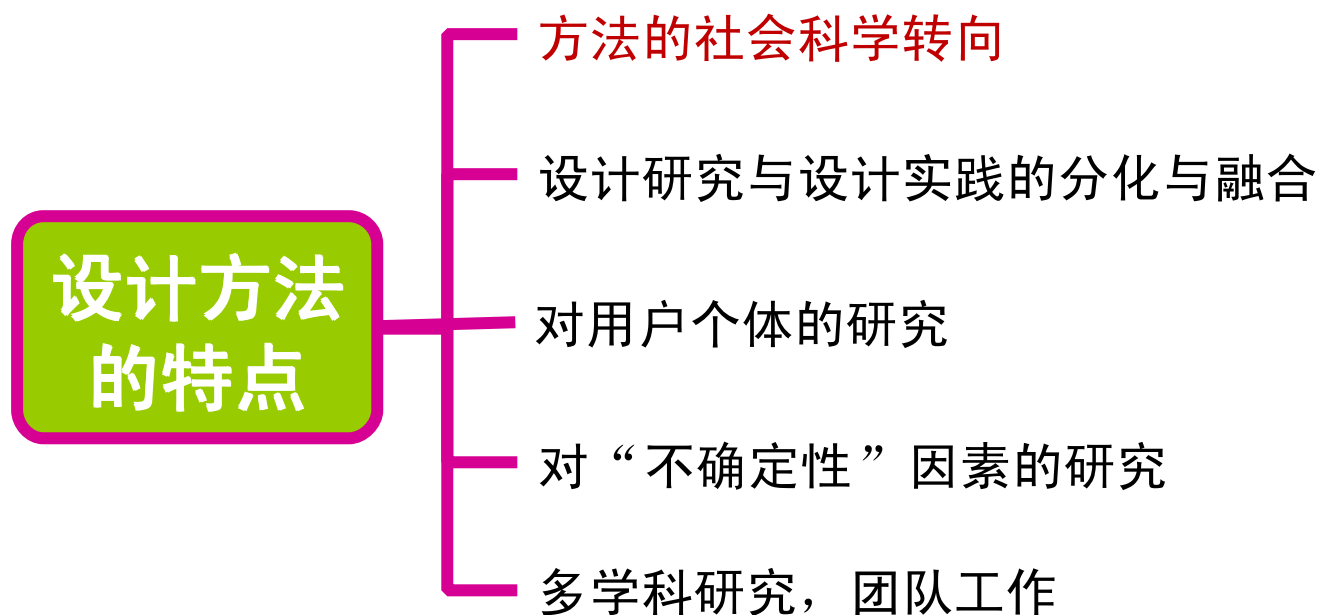 方法的社会科学转向
设计研究与设计实践的分化与融合
设计方法
的特点
对用户个体的研究
对“不确定性”因素的研究
多学科研究，团队工作